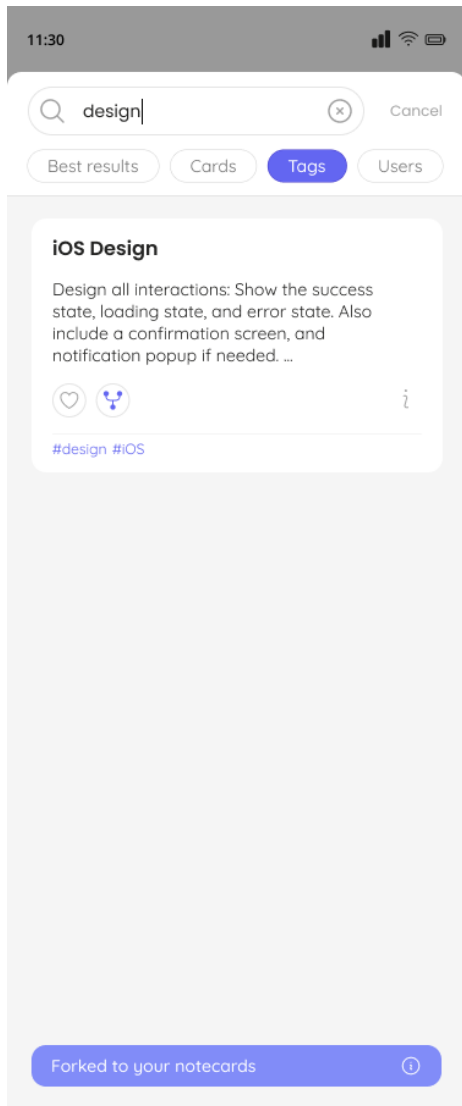 11:30
design
Cancel
Best results
Cards
Tags
Users
iOS Design
Design all interactions: Show the success
state, loading state, and error state. Also
include a confirmation screen, and
notification popup if needed. ...
#design #iOS
Forked to your notecards